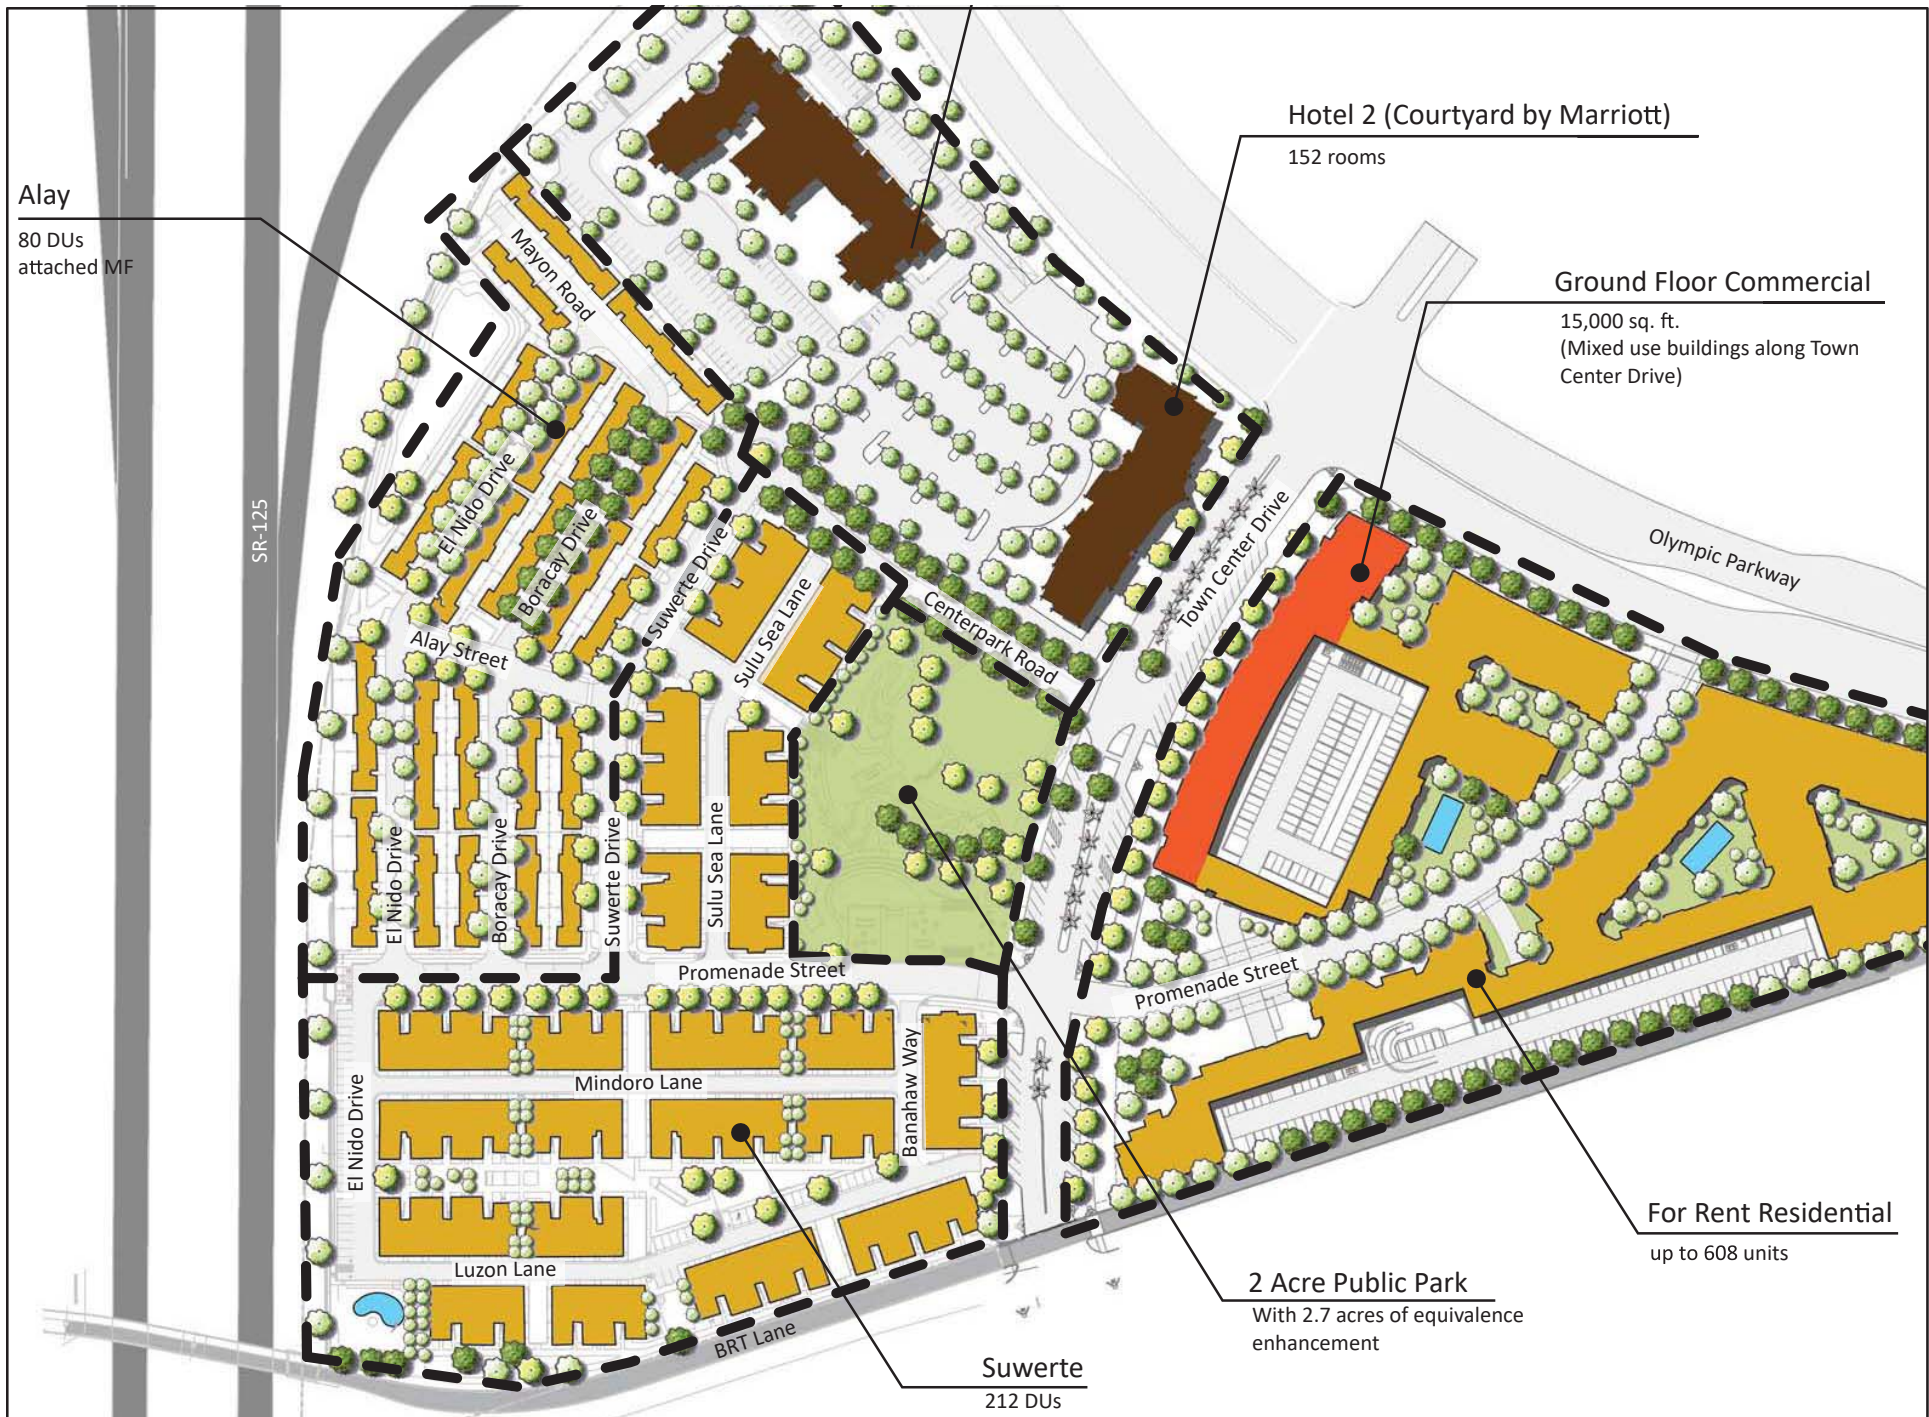 Hotel 2 (Courtyard by Marriott)
152 rooms
Alay
80 DUs
attached MF
Mayon Road
Ground Floor Commercial
15,000 sq. ft.
(Mixed use buildings along Town
Center Drive)
SR-125
El Nido Drive
Boracay Drive
Suwerte Drive
Sulu Sea Lane
Centerpark Road
Town Center Drive
Olympic Parkway
Alay Street
El Nido Drive
Boracay Drive
Suwerte Drive
Sulu Sea Lane
Promenade Street
Promenade Street
El Nido Drive
Mindoro Lane
Banahaw Way
Luzon Lane
BRT Lane
For Rent Residential
up to 608 units
2 Acre Public Park
With 2.7 acres of equivalence
enhancement
Suwerte
212 DUs